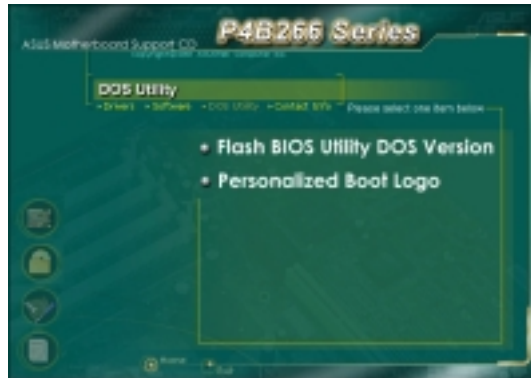 P4B266 Series
ASUS Motherboard Support CD
DOS Utility
Drivers Software DOS Utility Contact Info
Please select one item below
Flash BIOS Utility DOS Version
Personalized Boot Logo
Home Exit